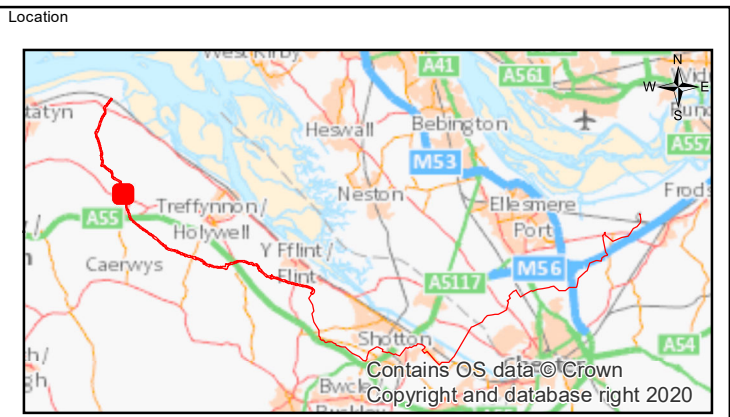 Location
West Kirby
A41
A561
N
W
E
S
Heswall
Bebington
A557
M53
Neston
Treffynnon /
Holywell
A55
Ellesmere
Port
Frods
Y Fflint /
Flint
Caerwys
M56
A5117
Shotton
A54
Contains OS data © Crown
Copyright and database right 2020